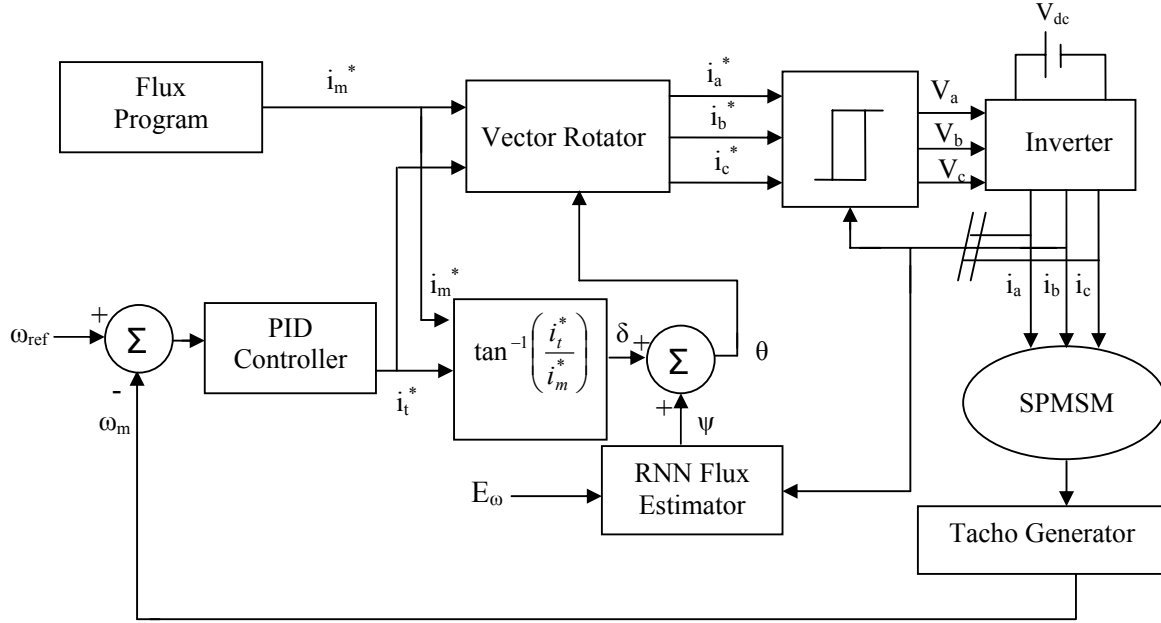 V_dc
Flux
Program
i_m^*
Vector Rotator
i_a^*
i_b^*
i_c^*
V_a
V_b
V_c
Inverter
i_a i_b i_c
ω_ref
+
Σ
-
ω_m
PID
Controller
i_t^*
i_m^*
tan⁻¹(i_t^*/i_m^*)
δ
+
Σ
+
θ
ψ
E_ω
RNN Flux
Estimator
SPMSM
Tacho Generator